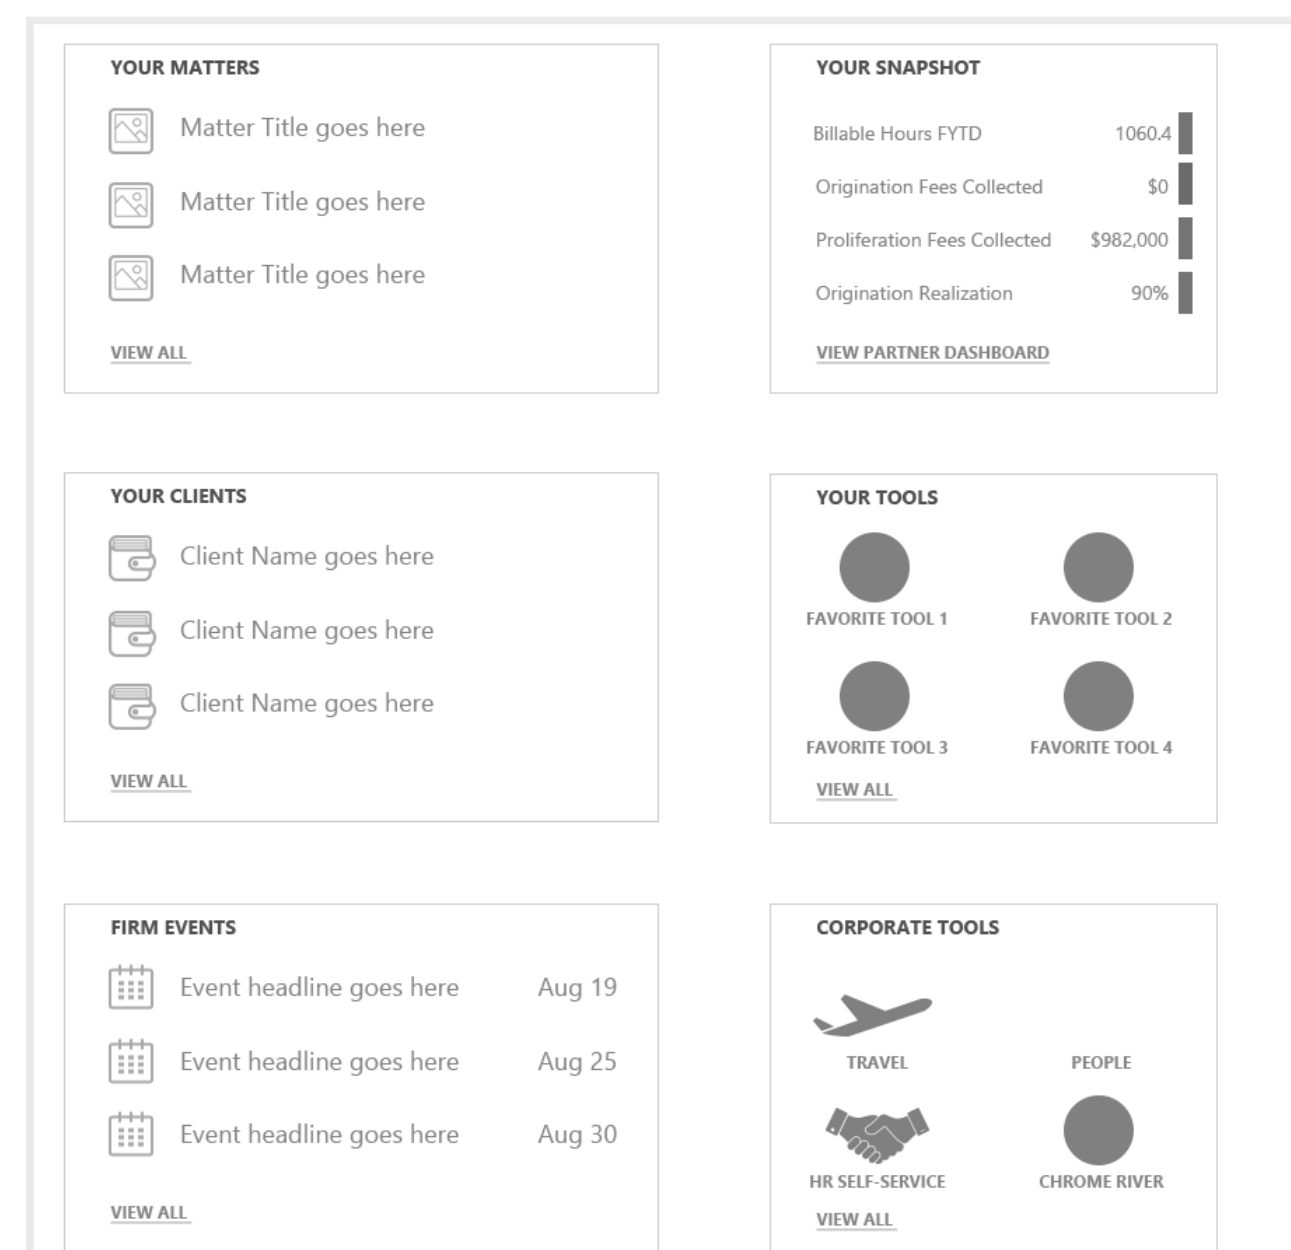 YOUR MATTERS
Matter Title goes here
Matter Title goes here
Matter Title goes here
VIEW ALL
YOUR SNAPSHOT
Billable Hours FYTD 1060.4
Origination Fees Collected $0
Proliferation Fees Collected $982,000
Origination Realization 90%
VIEW PARTNER DASHBOARD
YOUR CLIENTS
Client Name goes here
Client Name goes here
Client Name goes here
VIEW ALL
YOUR TOOLS
FAVORITE TOOL 1 FAVORITE TOOL 2
FAVORITE TOOL 3 FAVORITE TOOL 4
VIEW ALL
FIRM EVENTS
Event headline goes here Aug 19
Event headline goes here Aug 25
Event headline goes here Aug 30
VIEW ALL
CORPORATE TOOLS
TRAVEL PEOPLE
HR SELF-SERVICE CHROME RIVER
VIEW ALL